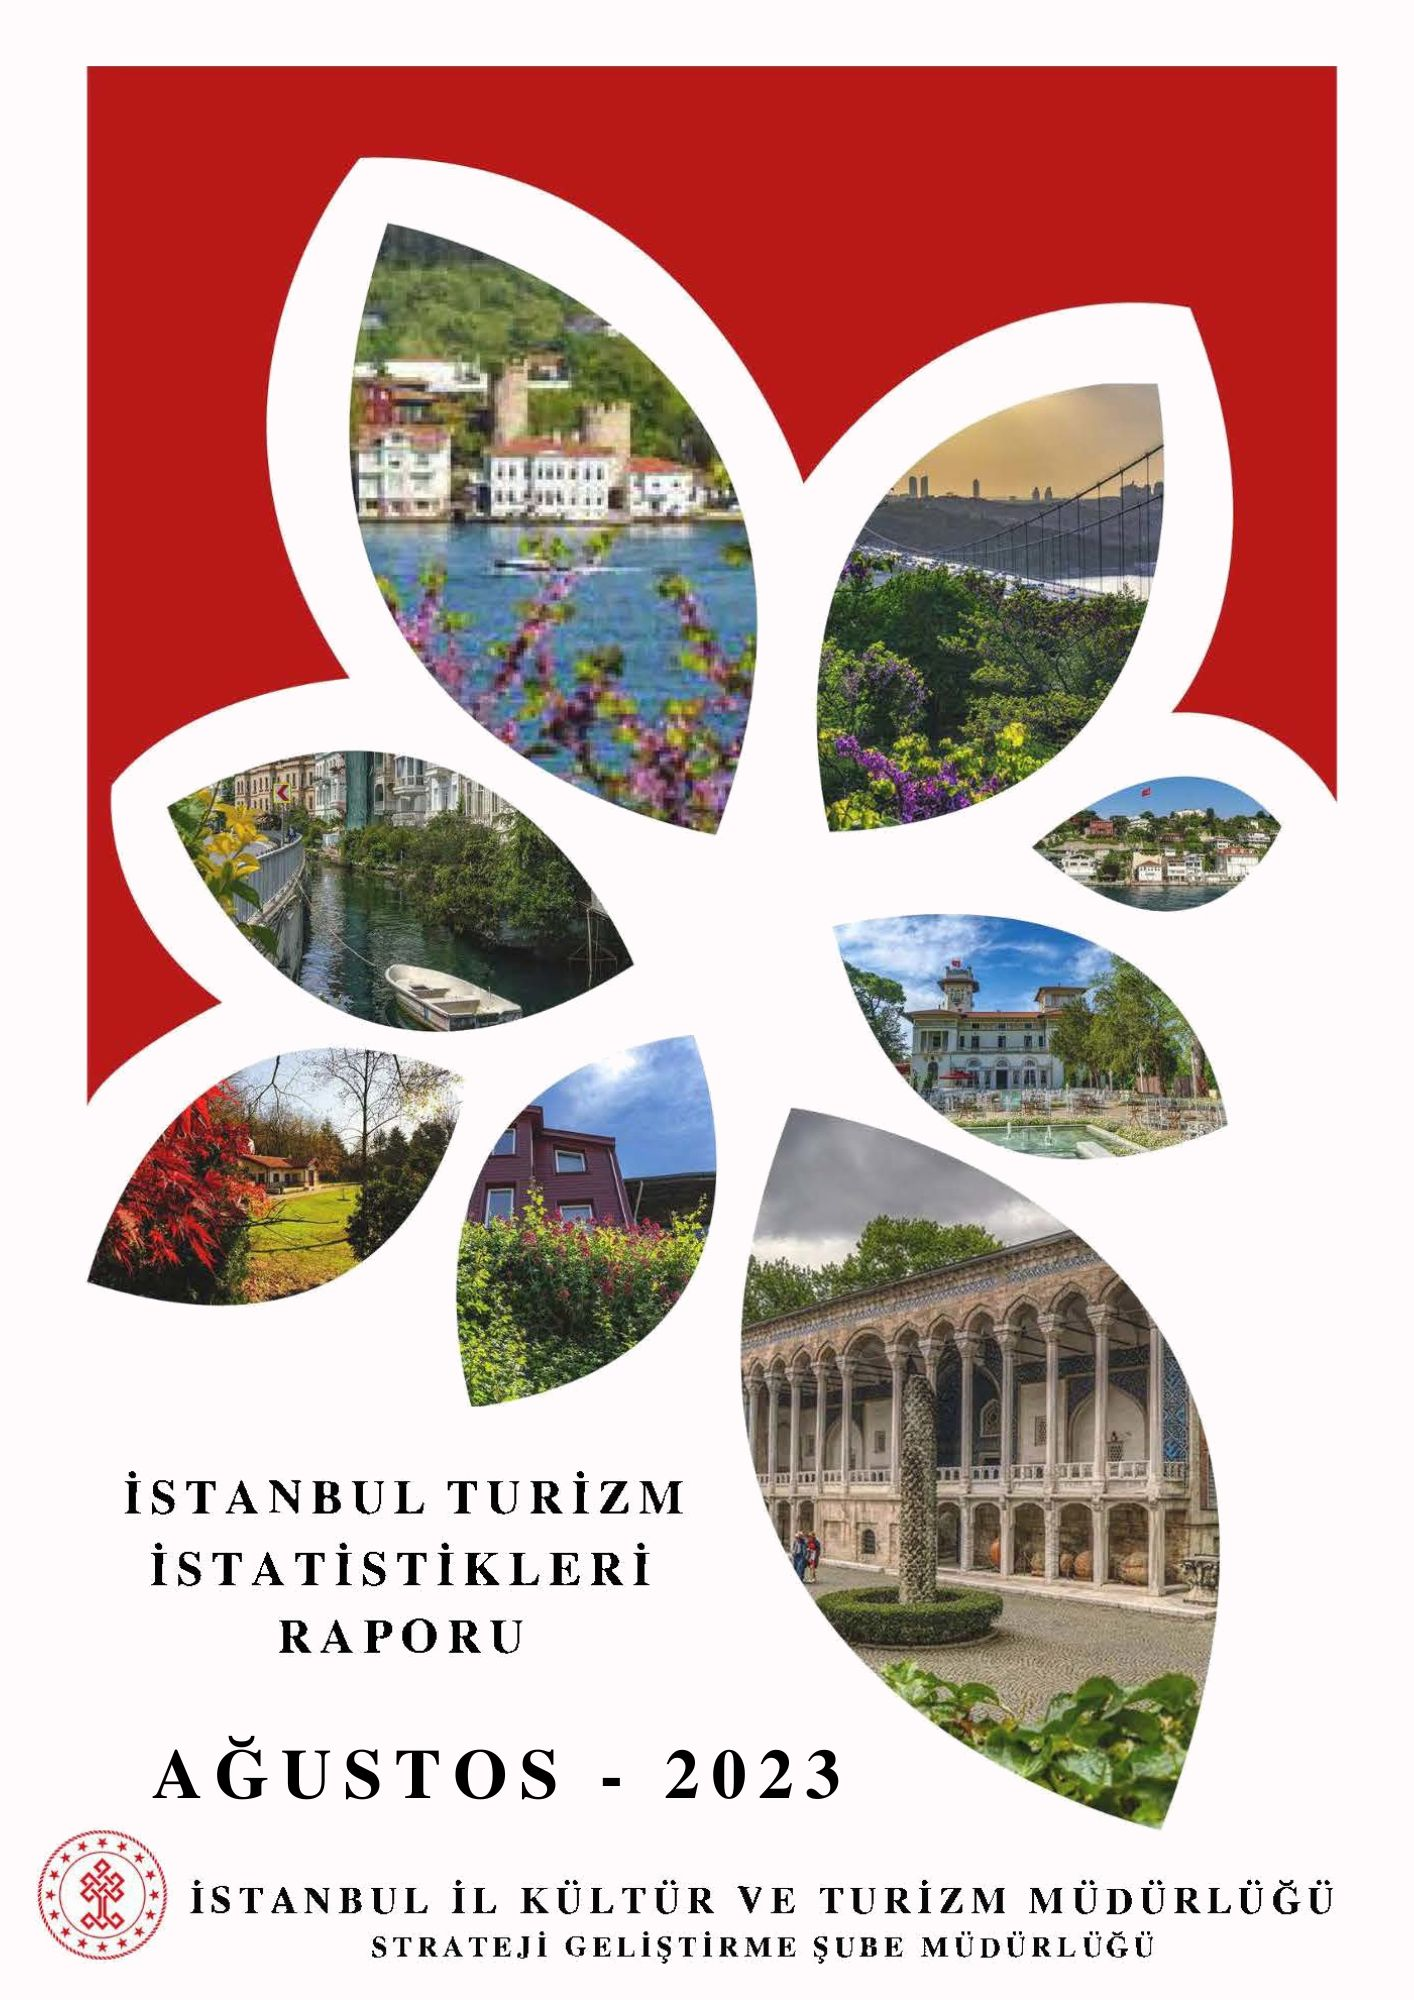 İSTANBUL TURİZM
İSTATİSTİKLERİ
RAPORU
AĞUSTOS - 2023
İSTANBUL İL KÜLTÜR VE TURİZM MÜDÜRLÜĞÜ
STRATEJİ GELİŞTİRME ŞUBE MÜDÜRLÜĞÜ